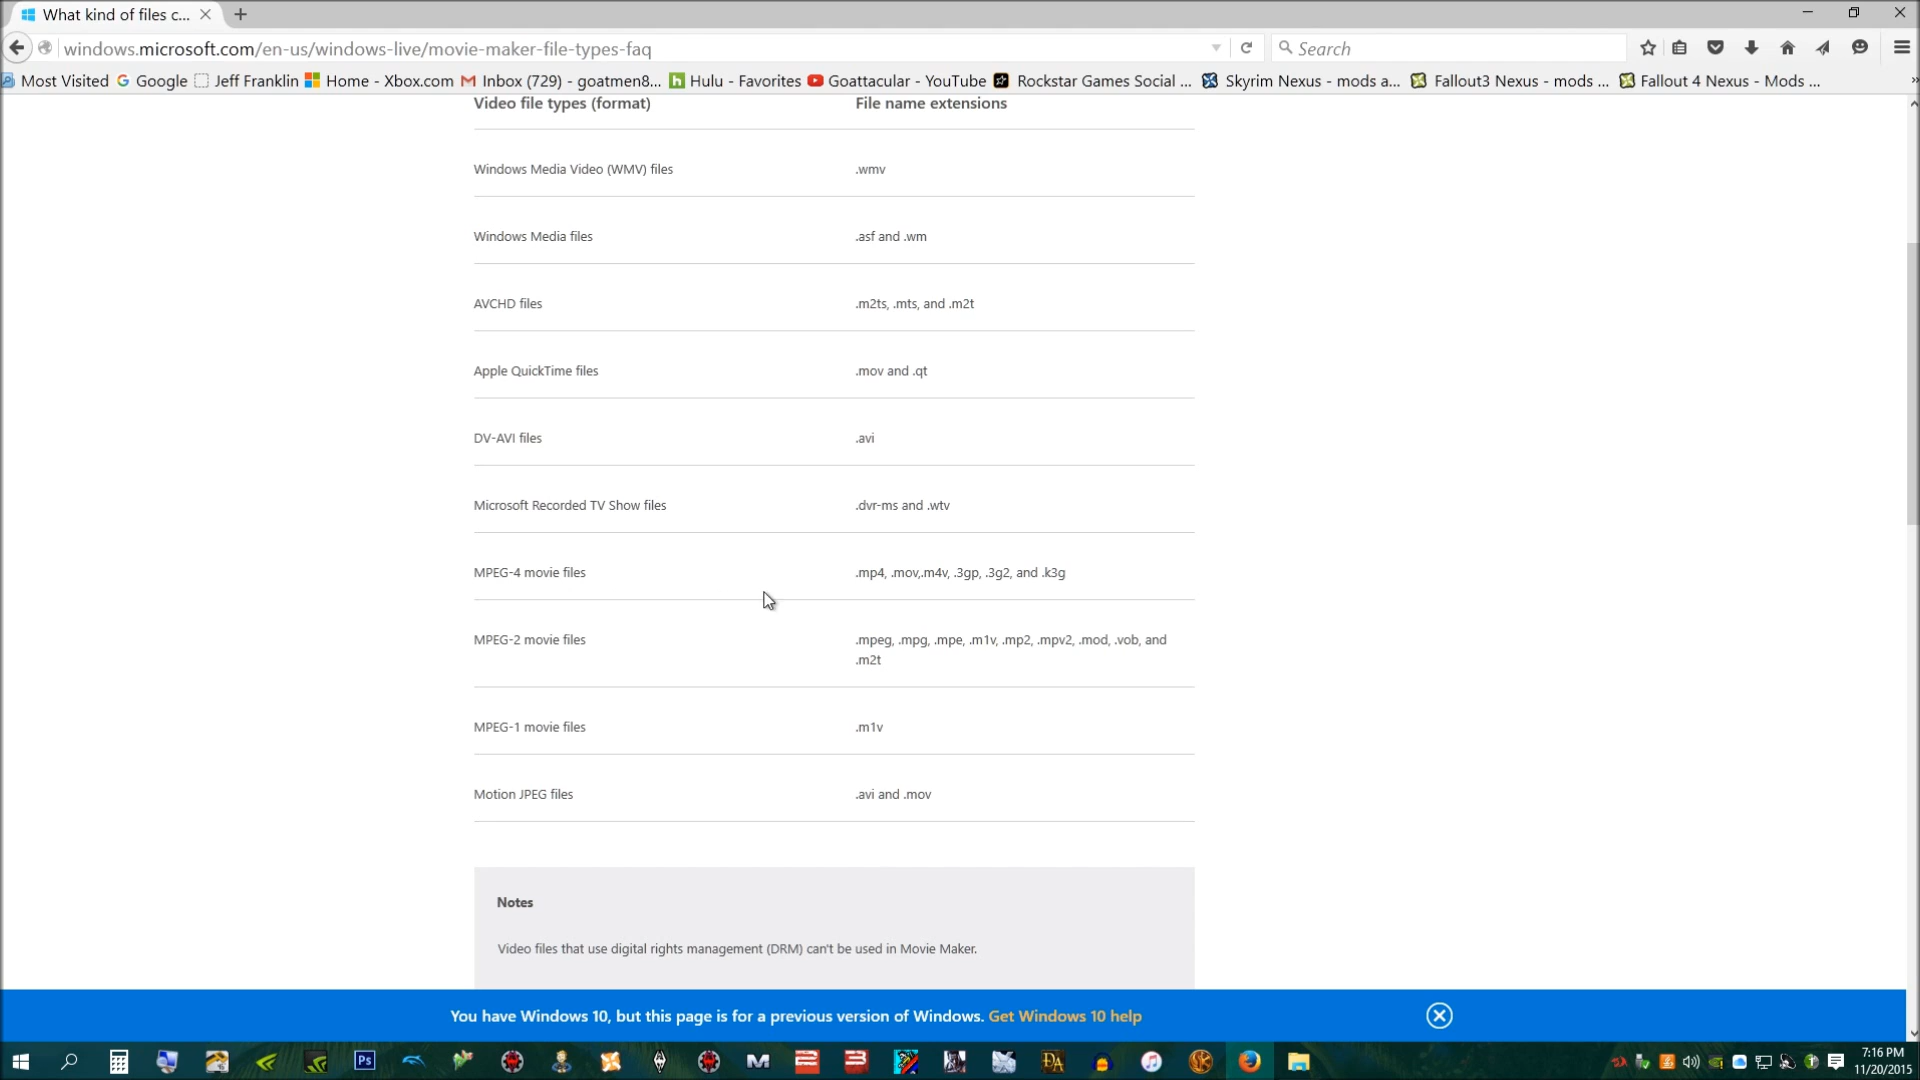 What kind of files c...
windows.microsoft.com/en-us/windows-live/movie-maker-file-types-faq
Search
Most Visited Google Jeff Franklin Home - Xbox.com Inbox (729) - goatmen8... Hulu - Favorites Goattacular - YouTube Rockstar Games Social ... Skyrim Nexus - mods a... Fallout3 Nexus - mods ... Fallout 4 Nexus - Mods ... »
Video file types (format) File name extensions
Windows Media Video (WMV) files .wmv
Windows Media files .asf and .wm
AVCHD files .m2ts, .mts, and .m2t
Apple QuickTime files .mov and .qt
DV-AVI files .avi
Microsoft Recorded TV Show files .dvr-ms and .wtv
MPEG-4 movie files .mp4, .mov,.m4v, .3gp, .3g2, and .k3g
MPEG-2 movie files .mpeg, .mpg, .mpe, .m1v, .mp2, .mpv2, .mod, .vob, and
.m2t
MPEG-1 movie files .m1v
Motion JPEG files .avi and .mov
Notes
Video files that use digital rights management (DRM) can't be used in Movie Maker.
You have Windows 10, but this page is for a previous version of Windows. Get Windows 10 help
Ps
DA
7:16 PM
11/20/2015